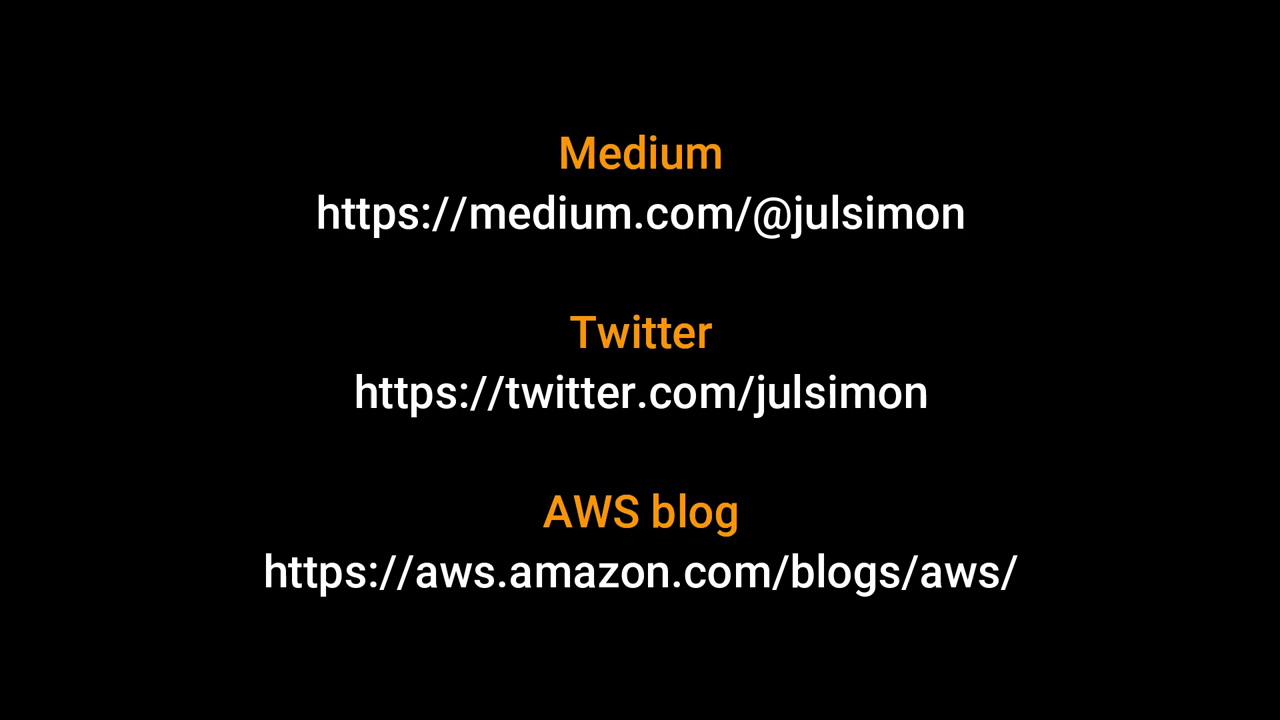 Medium
https://medium.com/@julsimon
Twitter
https://twitter.com/julsimon
AWS blog
https://aws.amazon.com/blogs/aws/